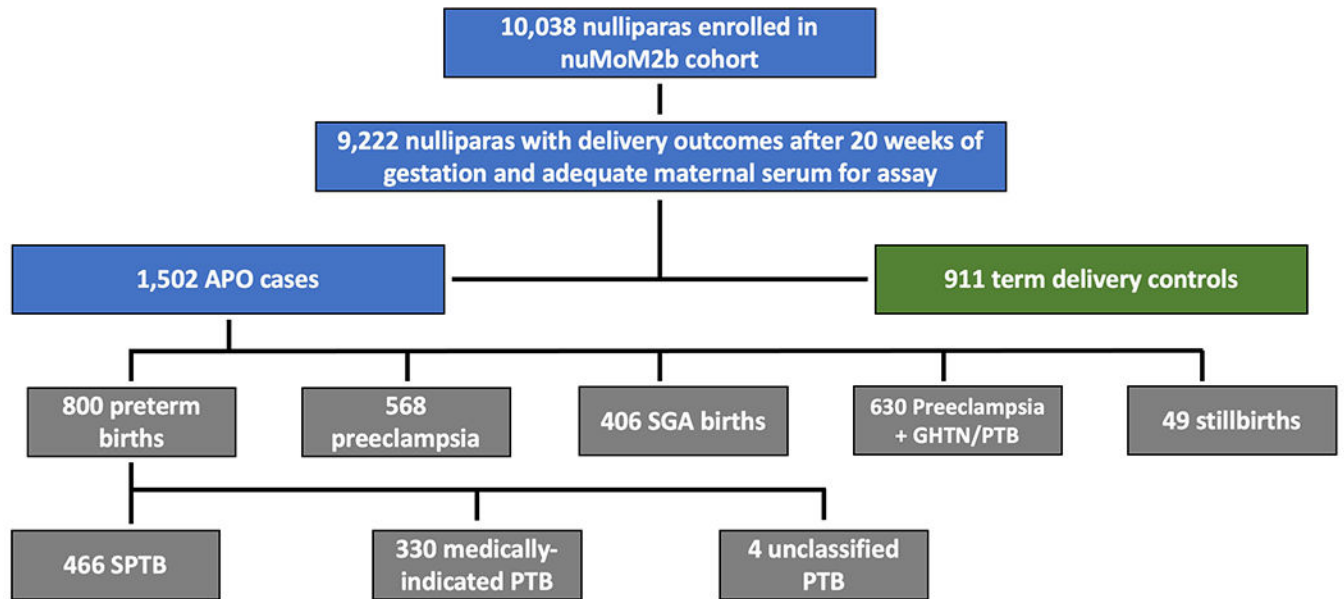 10,038 nulliparas enrolled in
nuMoM2b cohort
9,222 nulliparas with delivery outcomes after 20 weeks of
gestation and adequate maternal serum for assay
1,502 APO cases
911 term delivery controls
800 preterm
births
568
preeclampsia
406 SGA births
630 Preeclampsia
+ GHTN/PTB
49 stillbirths
466 SPTB
330 medically-
indicated PTB
4 unclassified
PTB